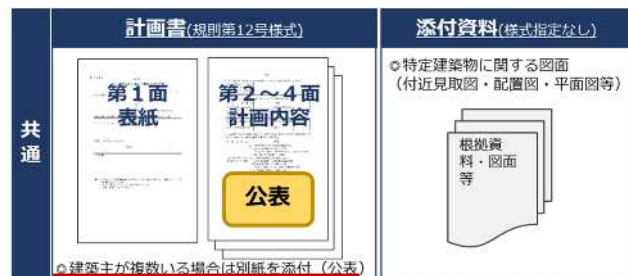 計画書(規則第12号様式)
添付資料(様式指定なし)
共通
第1面
表紙
第2~4面
計画内容
公表
◎建築主が複数いる場合は別紙を添付（公表）
◎特定建築物に関する図面
（付近見取図・配置図・平面図等）
根拠資
料・図面
等